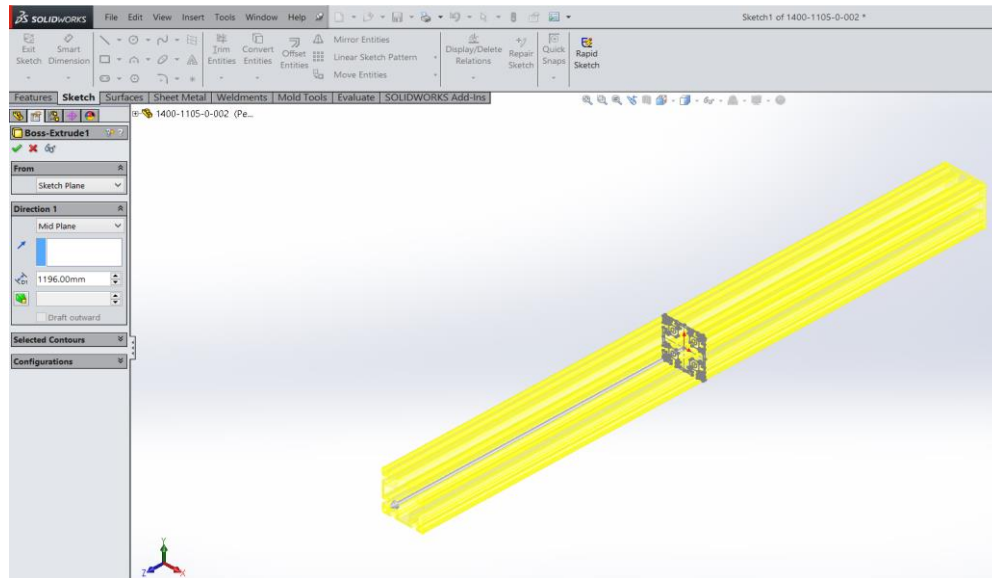 SOLIDWORKS File Edit View Insert Tools Window Help Sketch1 of 1400-1105-0-002 *
Exit Sketch
Smart Dimension
Trim Entities
Convert Entities
Offset Entities
Mirror Entities
Linear Sketch Pattern
Move Entities
Display/Delete Relations
Repair Sketch
Quick Snaps
Rapid Sketch
Features Sketch Surfaces Sheet Metal Weldments Mold Tools Evaluate SOLIDWORKS Add-Ins
1400-1105-0-002 (Pe...
Boss-Extrude1
From
Sketch Plane
Direction 1
Mid Plane
D1 1196.00mm
Draft outward
Selected Contours
Configurations
Y
Z X